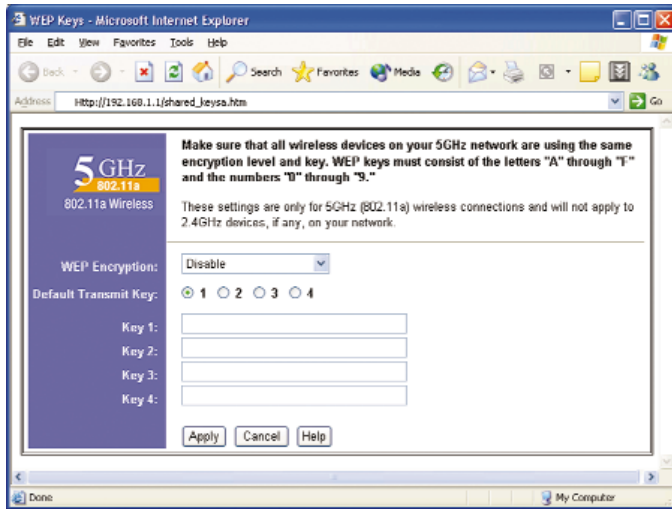 WEP Keys - Microsoft Internet Explorer
File Edit View Favorites Tools Help
Back Search Favorites Media
Address Http://192.168.1.1/shared_keysa.htm Go
5 GHz
802.11a
802.11a Wireless
Make sure that all wireless devices on your 5GHz network are using the same
encryption level and key. WEP keys must consist of the letters "A" through "F"
and the numbers "0" through "9."
These settings are only for 5GHz (802.11a) wireless connections and will not apply to
2.4GHz devices, if any, on your network.
WEP Encryption: Disable
Default Transmit Key: 1 2 3 4
Key 1:
Key 2:
Key 3:
Key 4:
Apply Cancel Help
Done My Computer